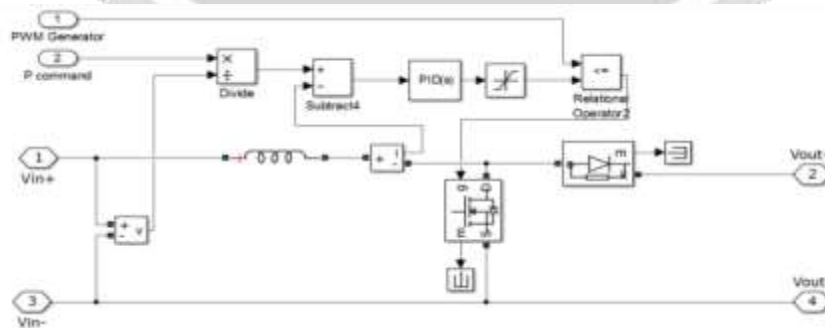 1
PWM Generator
2
P command
×
÷
Divide
+
-
Subtract4
PID(s)
<=
Relational
Operator2
1
Vin+
+
-
i
m
Vout+
2
+
-
v
g
D
m
S
3
Vin-
Vout
4